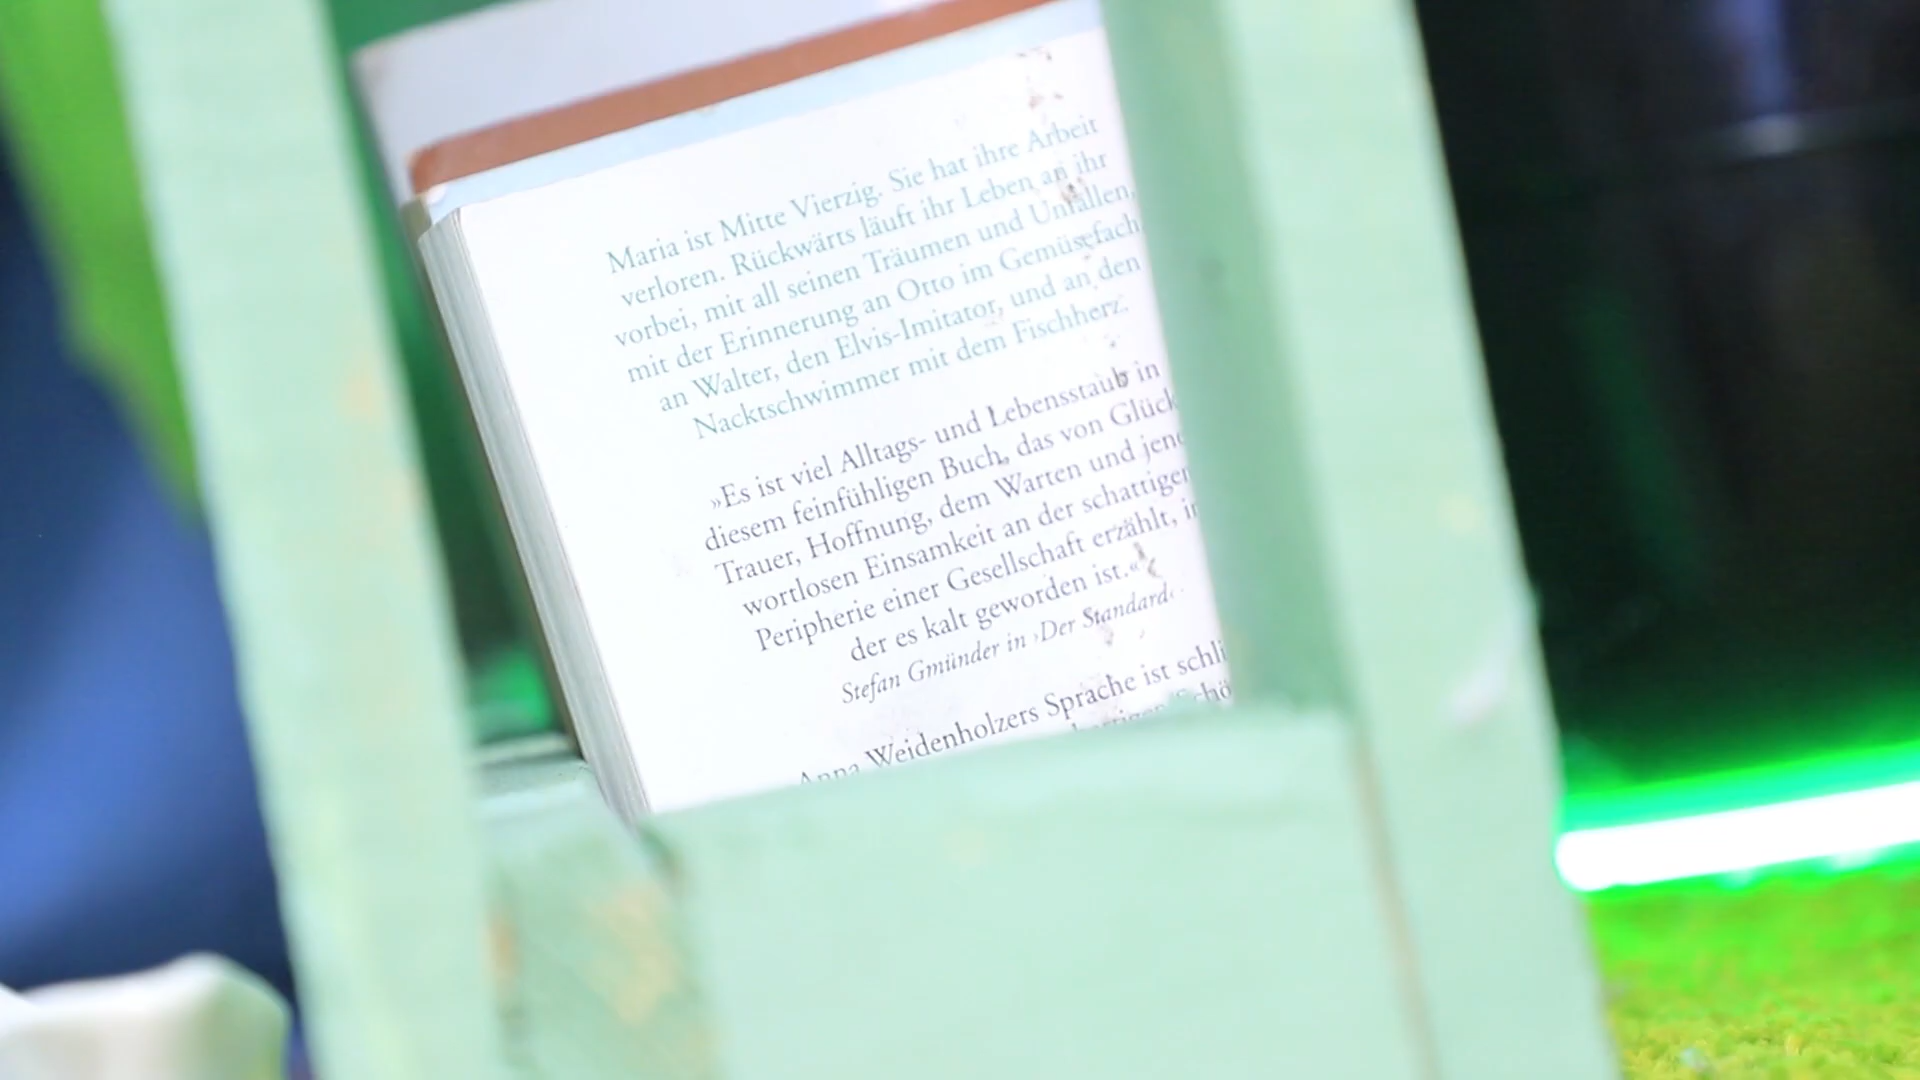 Maria ist Mitte Vierzig. Sie hat ihre Arbeit
verloren. Rückwärts läuft ihr Leben an ihr
vorbei, mit all seinen Träumen und Unfällen,
mit der Erinnerung an Otto im Gemüsefach,
an Walter, den Elvis-Imitator, und an den
Nacktschwimmer mit dem Fischherz.
»Es ist viel Alltags- und Lebensstaub in
diesem feinfühligen Buch, das von Glück
Trauer, Hoffnung, dem Warten und jene
wortlosen Einsamkeit an der schattigen
Peripherie einer Gesellschaft erzählt, in
der es kalt geworden ist.«
Stefan Gmünder in ›Der Standard‹
Anna Weidenholzers Sprache ist schli